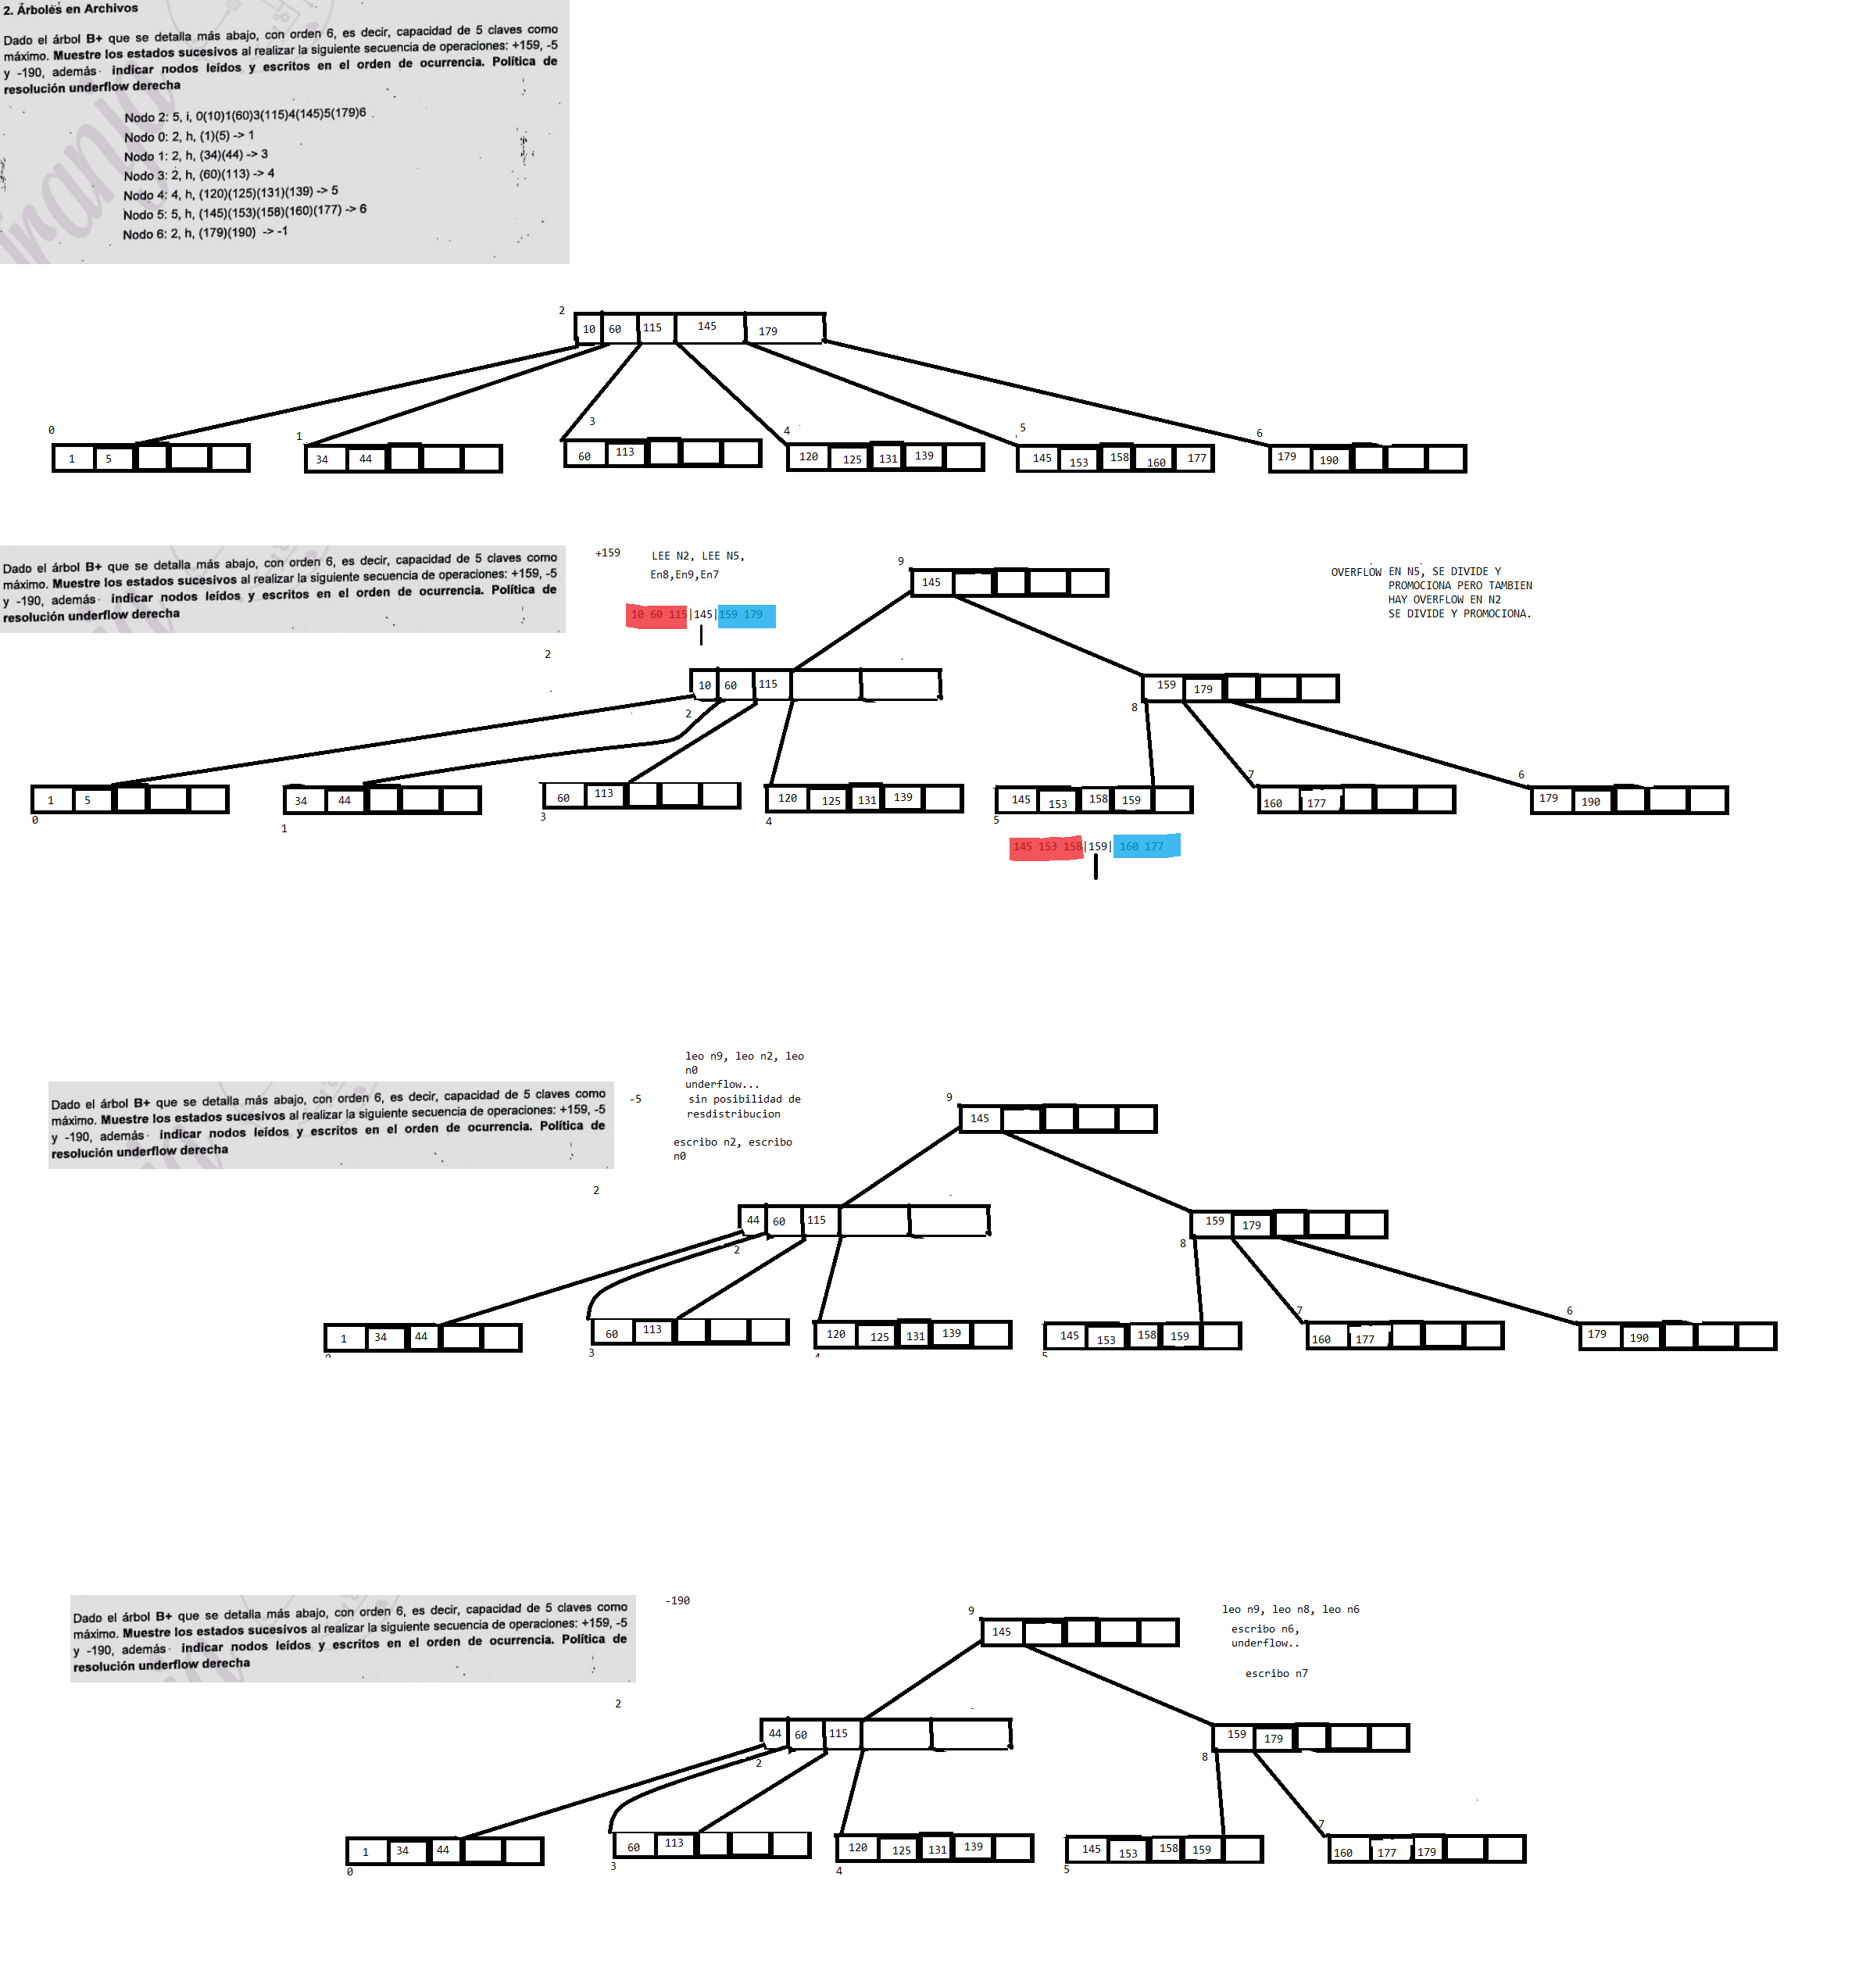 2. Árboles en Archivos
Dado el árbol B+ que se detalla más abajo, con orden 6, es decir, capacidad de 5 claves como
máximo. Muestre los estados sucesivos al realizar la siguiente secuencia de operaciones: +159, -5
y -190, además indicar nodos leídos y escritos en el orden de ocurrencia. Política de
resolución underflow derecha
Nodo 2: 5, i, 0(10)1(60)3(115)4(145)5(179)6
Nodo 0: 2, h, (1)(5) -> 1
Nodo 1: 2, h, (34)(44) -> 3
Nodo 3: 2, h, (60)(113) -> 4
Nodo 4: 4, h, (120)(125)(131)(139) -> 5
Nodo 5: 5, h, (145)(153)(158)(160)(177) -> 6
Nodo 6: 2, h, (179)(190) -> -1
2
10 60 115 145 179
0 1 3 4 5 6
1 5 34 44 60 113 120 125 131 139 145 153 158 160 177 179 190
Dado el árbol B+ que se detalla más abajo, con orden 6, es decir, capacidad de 5 claves como
máximo. Muestre los estados sucesivos al realizar la siguiente secuencia de operaciones: +159, -5
y -190, además indicar nodos leídos y escritos en el orden de ocurrencia. Política de
resolución underflow derecha
+159 LEE N2, LEE N5,
En8,En9,En7
10 60 115|145|159 179
9
145
OVERFLOW EN N5, SE DIVIDE Y
PROMOCIONA PERO TAMBIEN
HAY OVERFLOW EN N2
SE DIVIDE Y PROMOCIONA.
2
10 60 115 159 179
2 8
7 6
1 5 34 44 60 113 120 125 131 139 145 153 158 159 160 177 179 190
0 1 3 4 5
145 153 158|159| 160 177
leo n9, leo n2, leo
n0
underflow...
sin posibilidad de
resdistribucion
escribo n2, escribo
n0
Dado el árbol B+ que se detalla más abajo, con orden 6, es decir, capacidad de 5 claves como
máximo. Muestre los estados sucesivos al realizar la siguiente secuencia de operaciones: +159, -5
y -190, además indicar nodos leídos y escritos en el orden de ocurrencia. Política de
resolución underflow derecha
-5
9
145
2
44 60 115 159 179
2 8
7 6
1 34 44 60 113 120 125 131 139 145 153 158 159 160 177 179 190
3
Dado el árbol B+ que se detalla más abajo, con orden 6, es decir, capacidad de 5 claves como
máximo. Muestre los estados sucesivos al realizar la siguiente secuencia de operaciones: +159, -5
y -190, además indicar nodos leídos y escritos en el orden de ocurrencia. Política de
resolución underflow derecha
-190
9
145
leo n9, leo n8, leo n6
escribo n6,
underflow..
escribo n7
2
44 60 115 159 179
2 8
7
1 34 44 60 113 120 125 131 139 145 153 158 159 160 177 179
0 3 4 5